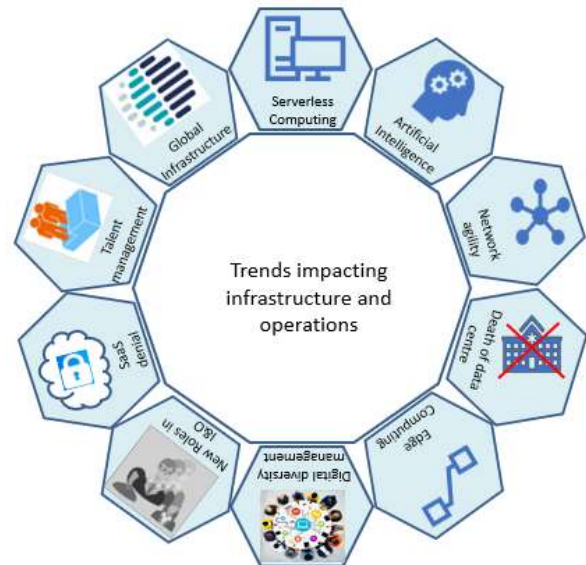 Serverless
Computing
Artificial
Intelligence
Network
agility
Death of data
centre
Edge
Computing
Digital diversity
management
New Roles in
I&O
SaaS
denial
Talent
management
Global
Infrastructure
Trends impacting
infrastructure and
operations